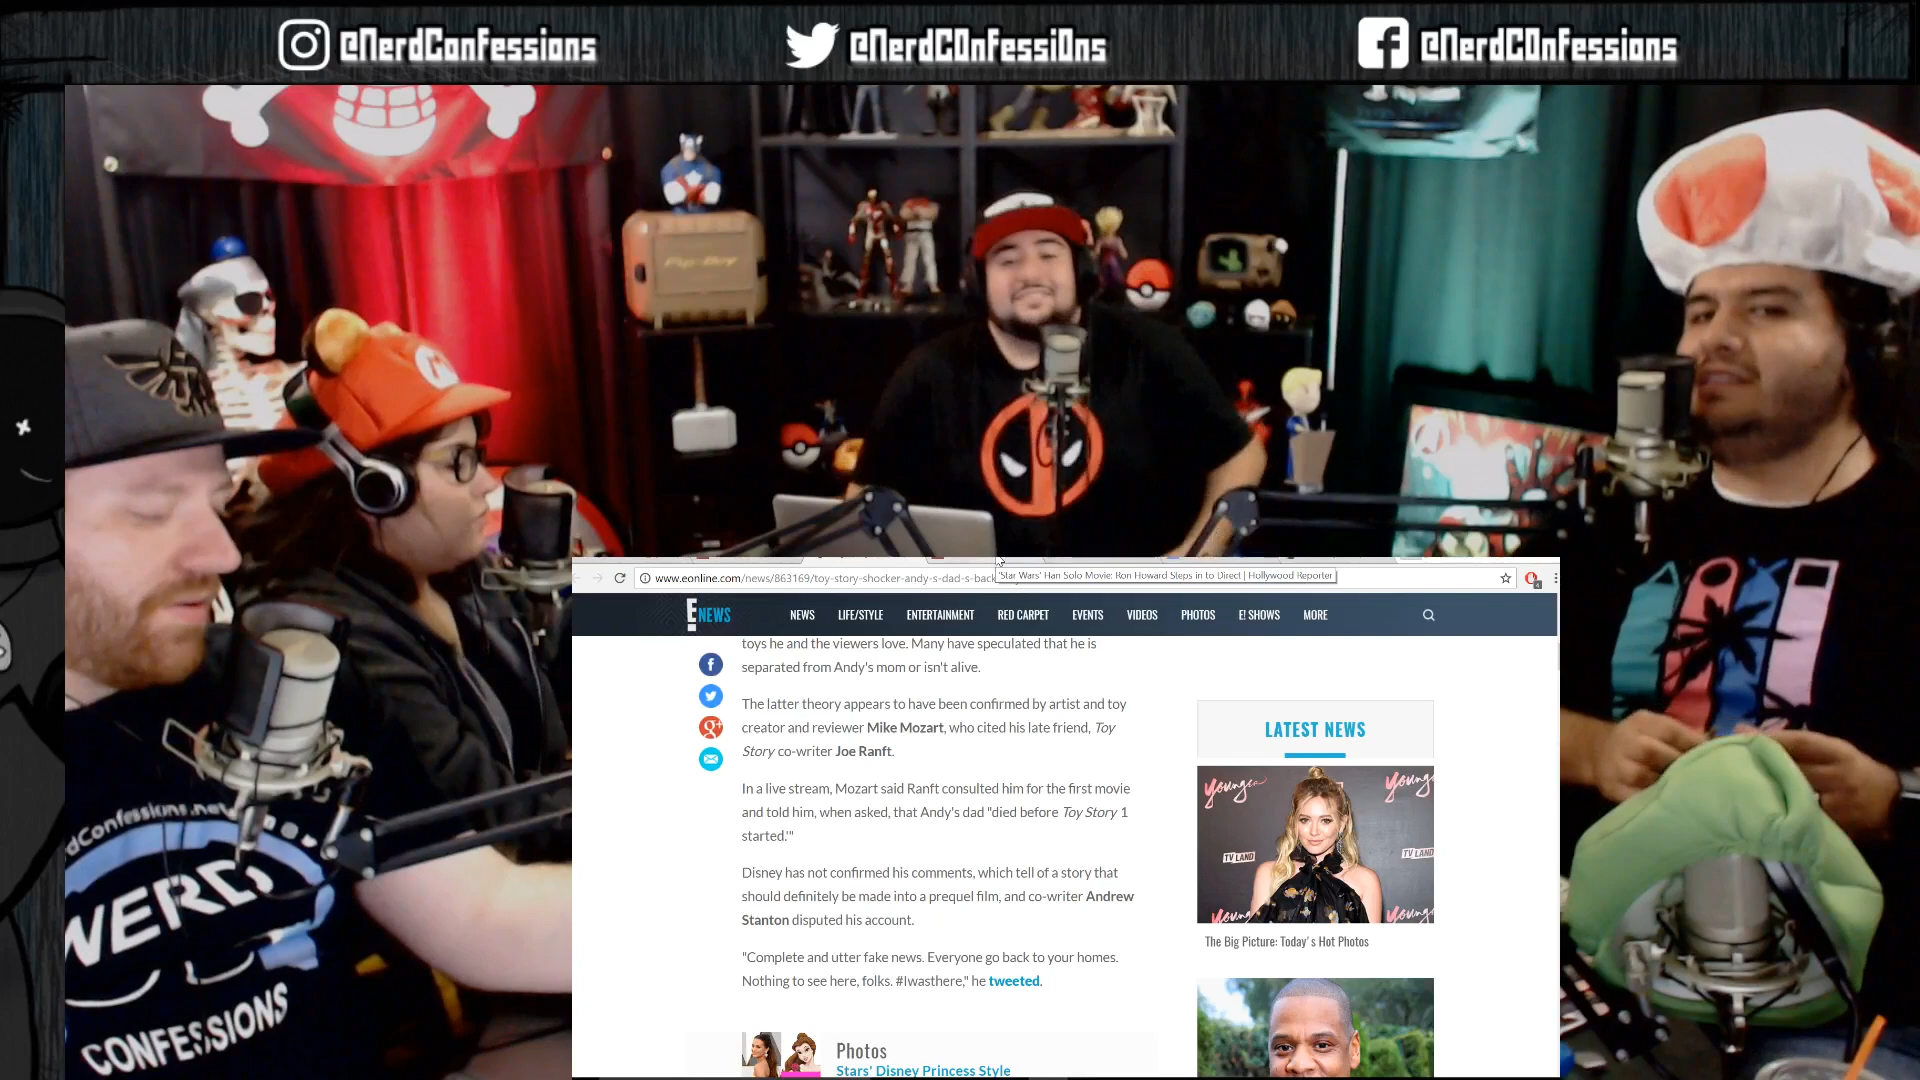 @NerdConfessions
@NerdC0nfessi0ns
@NerdC0nfessions
Pip-Boy
M
www.eonline.com/news/863169/toy-story-shocker-andy-s-dad-s-back
'Star Wars' Han Solo Movie: Ron Howard Steps in to Direct | Hollywood Reporter
E! NEWS
NEWS LIFE/STYLE ENTERTAINMENT RED CARPET EVENTS VIDEOS PHOTOS E! SHOWS MORE
toys he and the viewers love. Many have speculated that he is
separated from Andy's mom or isn't alive.
The latter theory appears to have been confirmed by artist and toy
creator and reviewer Mike Mozart, who cited his late friend, Toy
Story co-writer Joe Ranft.
In a live stream, Mozart said Ranft consulted him for the first movie
and told him, when asked, that Andy's dad "died before Toy Story 1
started.'"
Disney has not confirmed his comments, which tell of a story that
should definitely be made into a prequel film, and co-writer Andrew
Stanton disputed his account.
"Complete and utter fake news. Everyone go back to your homes.
Nothing to see here, folks. #Iwasthere," he tweeted.
Photos
Stars' Disney Princess Style
LATEST NEWS
Younger
TV LAND
TV LAND
The Big Picture: Today's Hot Photos
dConfessions.net
NERD
CONFESSIONS